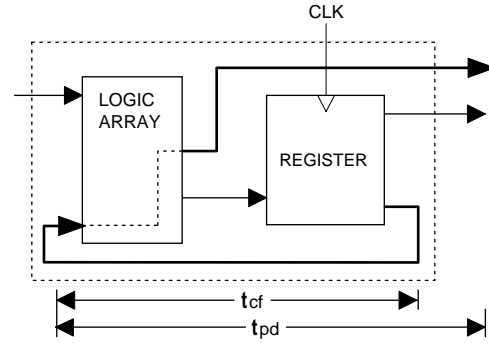 CLK
LOGIC
ARRAY
REGISTER
tcf
tpd